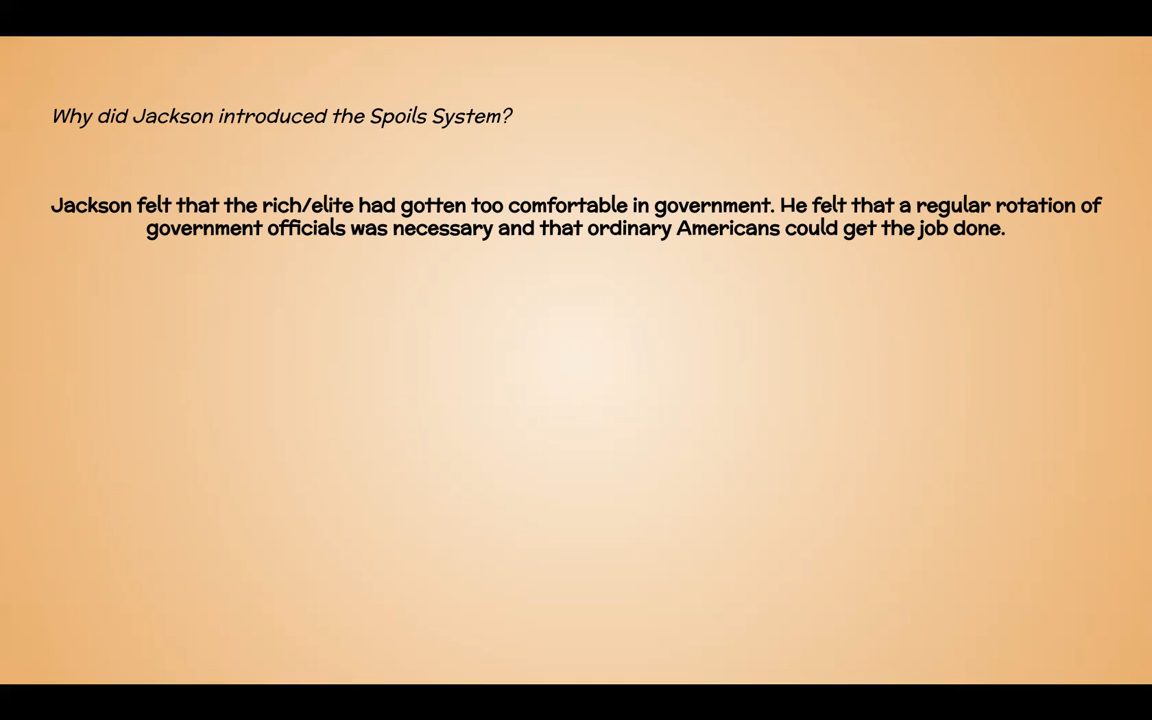 Why did Jackson introduced the Spoils System?
Jackson felt that the rich/elite had gotten too comfortable in government. He felt that a regular rotation of
government officials was necessary and that ordinary Americans could get the job done.